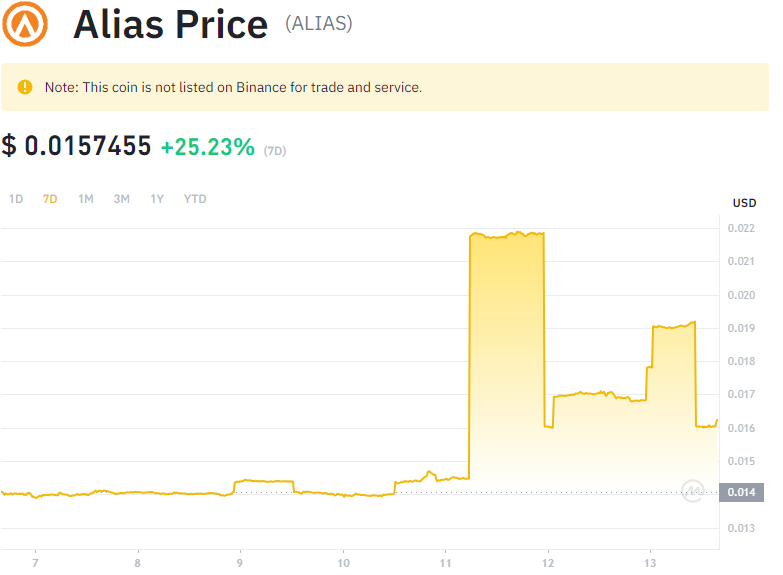 Alias Price (ALIAS)
Note: This coin is not listed on Binance for trade and service.
$ 0.0157455 +25.23% (7D)
1D 7D 1M 3M 1Y YTD
USD
0.022
0.021
0.020
0.019
0.018
0.017
0.016
0.015
0.014
0.013
7 8 9 10 11 12 13